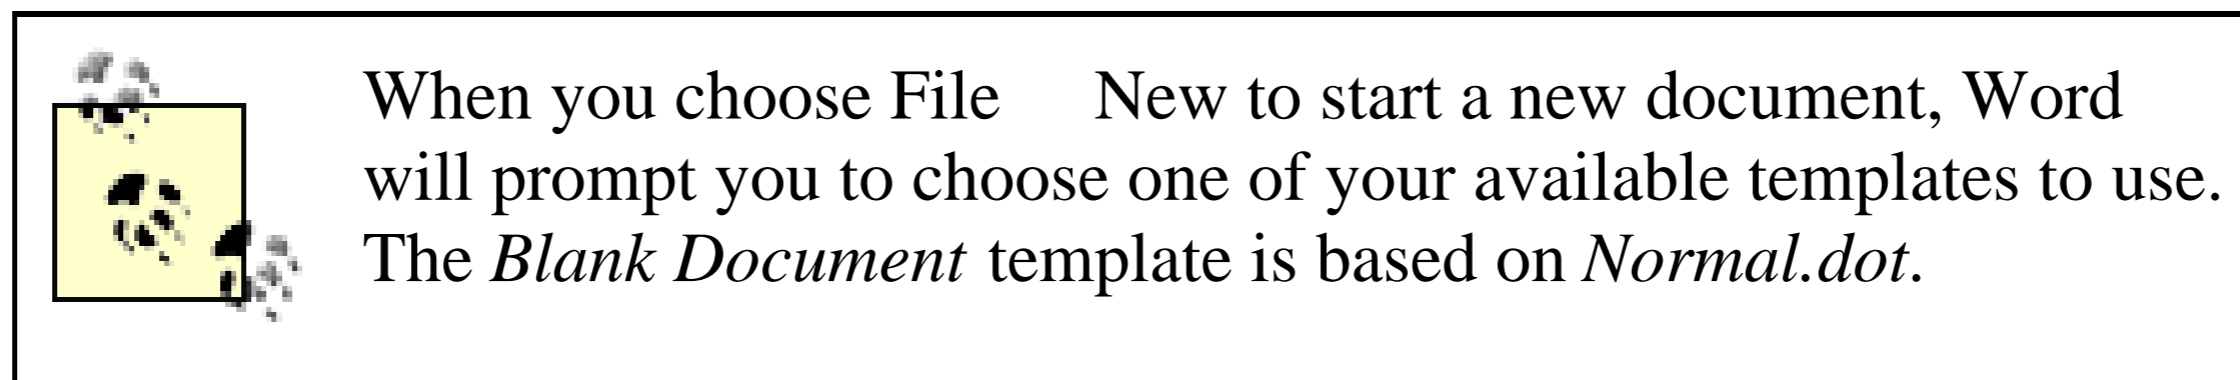 When you choose File New to start a new document, Word
will prompt you to choose one of your available templates to use.
The Blank Document template is based on Normal.dot.